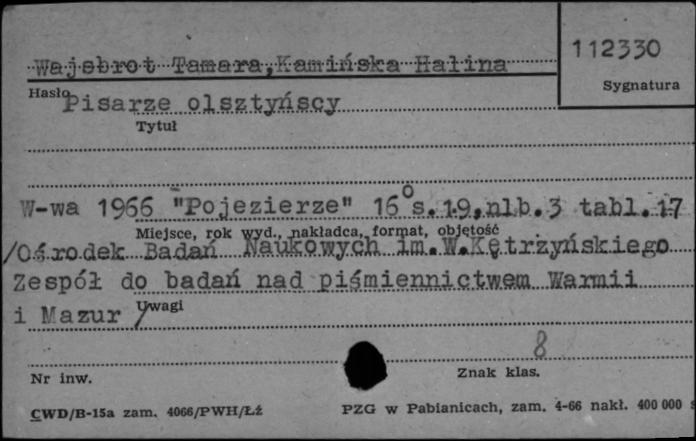 Wajsbrot Tamara,Kamińska Halina
112330
Hasło
Sygnatura
Pisarze olsztyńscy
Tytuł
W-wa 1966 "Pojezierze" 16° s.19,nlb.3 tabl.17
Miejsce, rok wyd., nakładca, format, objętość
/Ośrodek Badań Naukowych im.W.Kętrzyńskiego
Zespół do badań nad piśmiennictwem Warmii
i Mazur /
Uwagi
8
Nr inw.
Znak klas.
CWD/B-15a zam. 4066/PWH/Łź
PZG w Pabianicach, zam. 4-66 nakł. 400 000 s